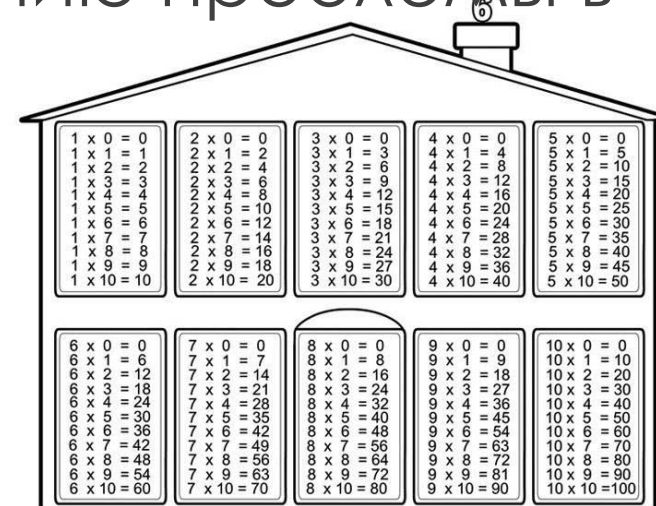 1 x 0 = 0
1 x 1 = 1
1 x 2 = 2
1 x 3 = 3
1 x 4 = 4
1 x 5 = 5
1 x 6 = 6
1 x 7 = 7
1 x 8 = 8
1 x 9 = 9
1 x 10 = 10
2 x 0 = 0
2 x 1 = 2
2 x 2 = 4
2 x 3 = 6
2 x 4 = 8
2 x 5 = 10
2 x 6 = 12
2 x 7 = 14
2 x 8 = 16
2 x 9 = 18
2 x 10 = 20
3 x 0 = 0
3 x 1 = 3
3 x 2 = 6
3 x 3 = 9
3 x 4 = 12
3 x 5 = 15
3 x 6 = 18
3 x 7 = 21
3 x 8 = 24
3 x 9 = 27
3 x 10 = 30
4 x 0 = 0
4 x 1 = 4
4 x 2 = 8
4 x 3 = 12
4 x 4 = 16
4 x 5 = 20
4 x 6 = 24
4 x 7 = 28
4 x 8 = 32
4 x 9 = 36
4 x 10 = 40
5 x 0 = 0
5 x 1 = 5
5 x 2 = 10
5 x 3 = 15
5 x 4 = 20
5 x 5 = 25
5 x 6 = 30
5 x 7 = 35
5 x 8 = 40
5 x 9 = 45
5 x 10 = 50
6 x 0 = 0
6 x 1 = 6
6 x 2 = 12
6 x 3 = 18
6 x 4 = 24
6 x 5 = 30
6 x 6 = 36
6 x 7 = 42
6 x 8 = 48
6 x 9 = 54
6 x 10 = 60
7 x 0 = 0
7 x 1 = 7
7 x 2 = 14
7 x 3 = 21
7 x 4 = 28
7 x 5 = 35
7 x 6 = 42
7 x 7 = 49
7 x 8 = 56
7 x 9 = 63
7 x 10 = 70
8 x 0 = 0
8 x 1 = 8
8 x 2 = 16
8 x 3 = 24
8 x 4 = 32
8 x 5 = 40
8 x 6 = 48
8 x 7 = 56
8 x 8 = 64
8 x 9 = 72
8 x 10 = 80
9 x 0 = 0
9 x 1 = 9
9 x 2 = 18
9 x 3 = 27
9 x 4 = 36
9 x 5 = 45
9 x 6 = 54
9 x 7 = 63
9 x 8 = 72
9 x 9 = 81
9 x 10 = 90
10 x 0 = 0
10 x 1 = 10
10 x 2 = 20
10 x 3 = 30
10 x 4 = 40
10 x 5 = 50
10 x 6 = 60
10 x 7 = 70
10 x 8 = 80
10 x 9 = 90
10 x 10 =100